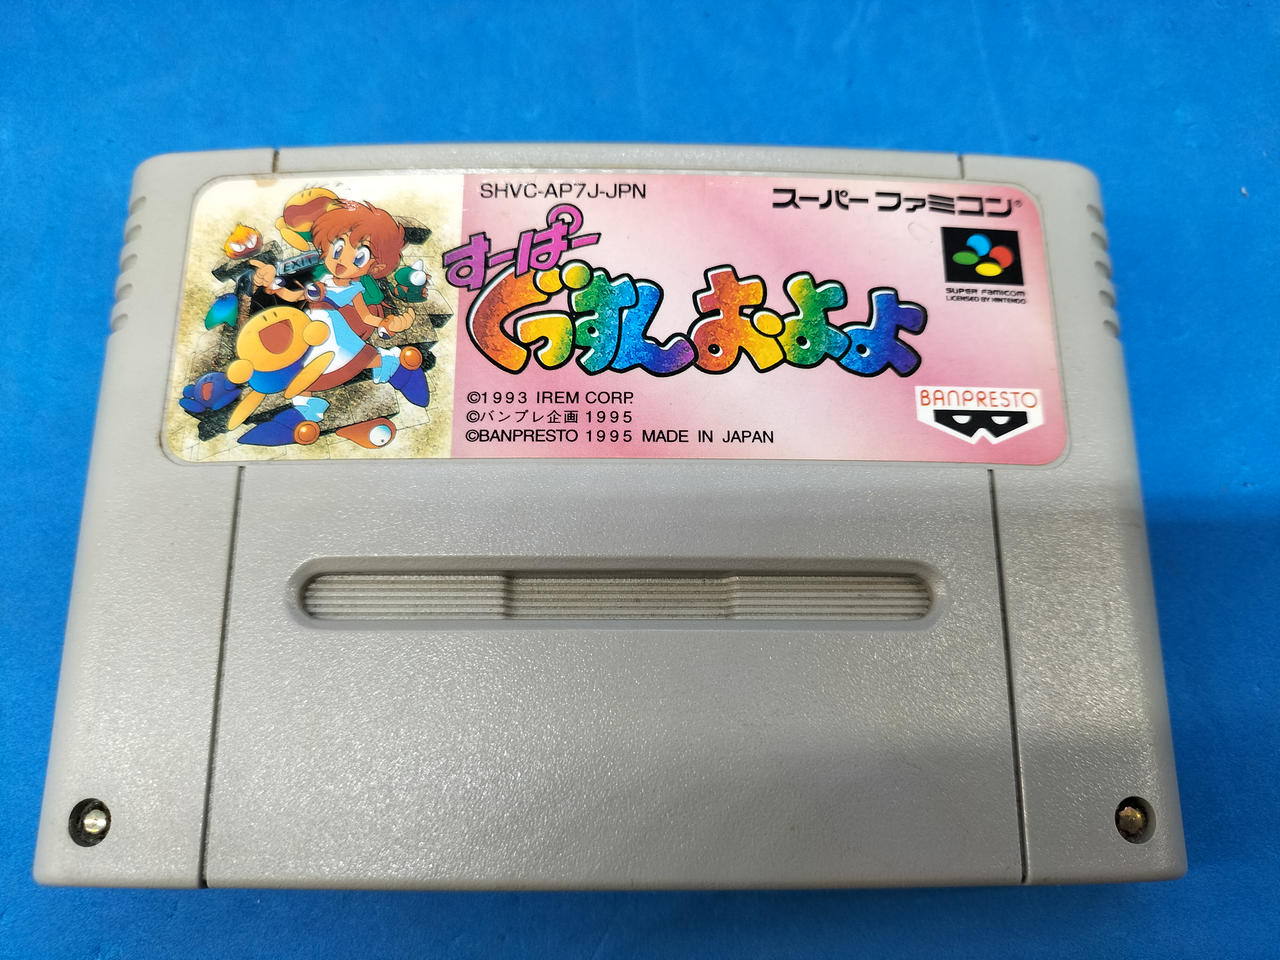 SHVC-AP7J-JPN
スーパーファミコン®
SUPER FAMICOM
LICENSED BY NINTENDO
すーぱー
ぐっすんおよよ
EXIT
©1993 IREM CORP.
©バンプレ企画 1995
©BANPRESTO 1995 MADE IN JAPAN
BANPRESTO